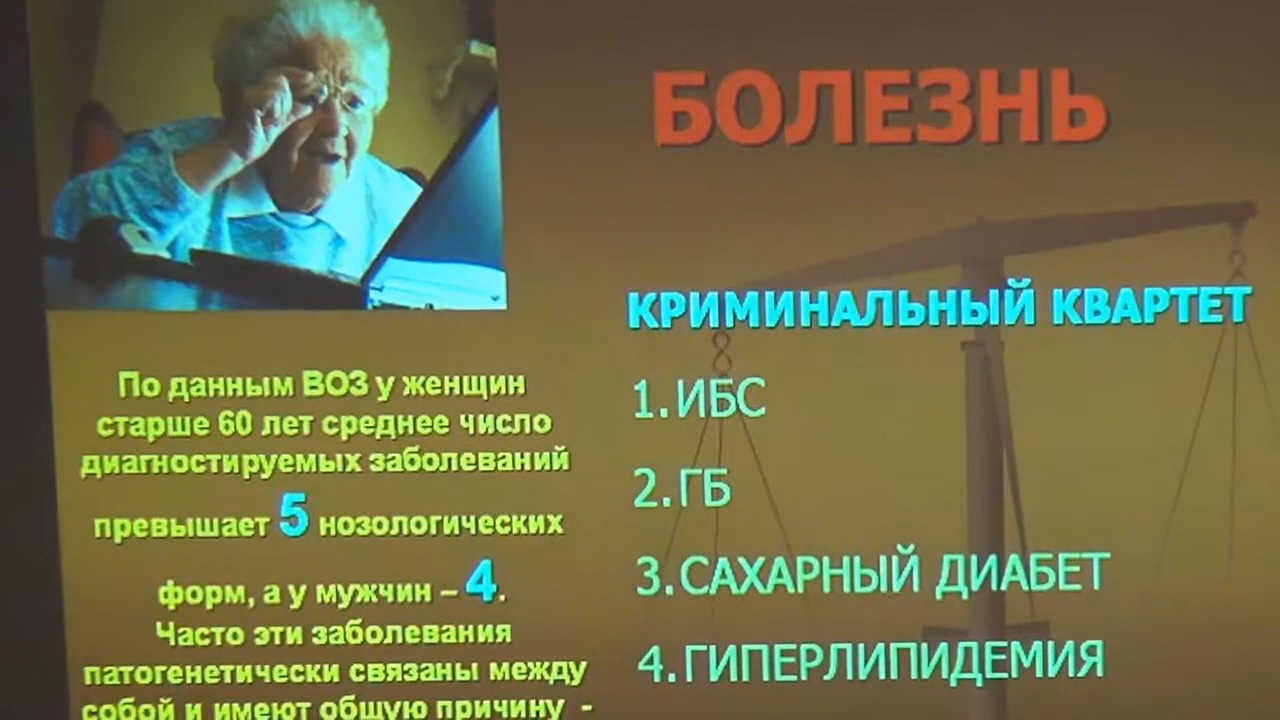 БОЛЕЗНЬ
КРИМИНАЛЬНЫЙ КВАРТЕТ
1.ИБС
2.ГБ
3.САХАРНЫЙ ДИАБЕТ
4.ГИПЕРЛИПИДЕМИЯ
По данным ВОЗ у женщин
старше 60 лет среднее число
диагностируемых заболеваний
превышает 5 нозологических
форм, а у мужчин – 4.
Часто эти заболевания
патогенетически связаны между
собой и имеют общую причину -